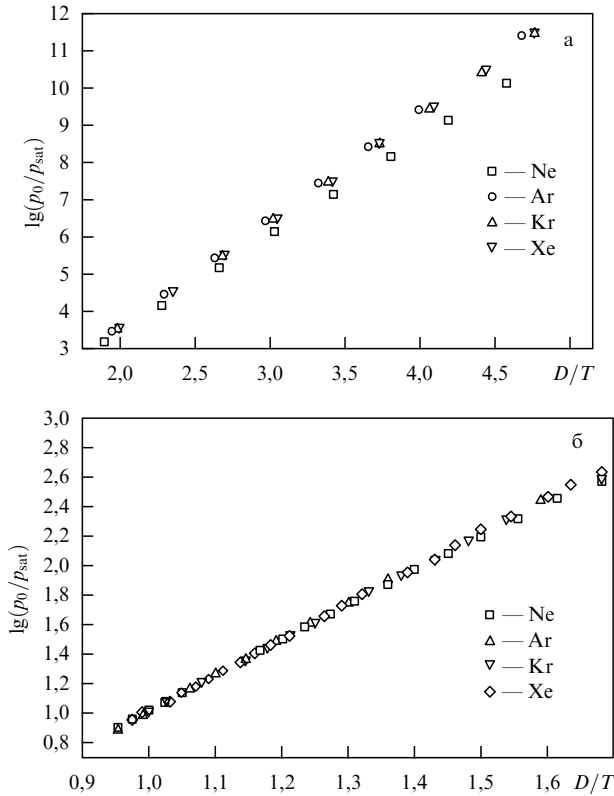 12
11
10
9
8
7
6
5
4
3
lg(p₀/pₛₐₜ)
а
□ — Ne
○ — Ar
△ — Kr
▽ — Xe
2,0 2,5 3,0 3,5 4,0 4,5 D/T
3,0
2,8
2,6
2,4
2,2
2,0
1,8
1,6
1,4
1,2
1,0
0,8
lg(p₀/pₛₐₜ)
б
□ — Ne
△ — Ar
▽ — Kr
◇ — Xe
0,9 1,0 1,1 1,2 1,3 1,4 1,5 1,6 D/T